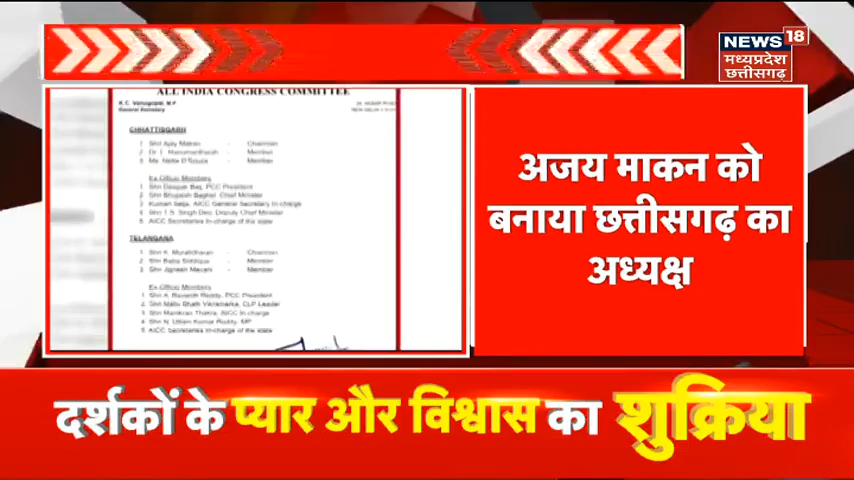 NEWS 18
मध्यप्रदेश
छत्तीसगढ़
ALL INDIA CONGRESS COMMITTEE
K. C. Venugopal, M.P
General Secretary
CHHATTISGARH
1 Shri Ajay Maken - Chairman
2 Dr L. Hanumanthaiah - Member
3 Ms. Netta D'Souza - Member
Ex-Officio Members
1 Shri Deepak Baij, PCC President
2 Shri Bhupesh Baghel, Chief Minister
3 Kumari Selja, AICC General Secretary In-charge
4 Shri T.S. Singh Deo, Deputy Chief Minister
5 AICC Secretaries In-charge of the state
TELANGANA
1 Shri K. Muralidharan - Chairman
2 Shri Baba Siddique - Member
3 Shri Jignesh Mevani - Member
Ex-Officio Members
1 Shri A. Revanth Reddy, PCC President
2 Shri Mallu Bhatti Vikramarka, CLP Leader
3 Shri Manikrao Thakre, AICC In-charge
4 Shri N. Uttam Kumar Reddy, MP
5 AICC Secretaries In-charge of the state
अजय माकन को
बनाया छत्तीसगढ़ का
अध्यक्ष
दर्शकों के प्यार और विश्वास का शुक्रिया